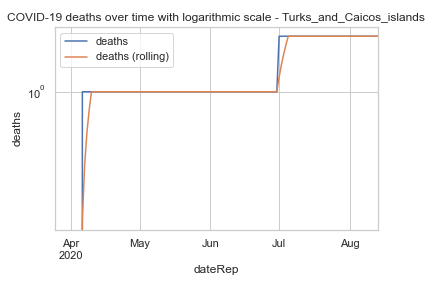 COVID-19 deaths over time with logarithmic scale - Turks_and_Caicos_islands
deaths
deaths (rolling)
10⁰
deaths
Apr
2020
May
Jun
Jul
Aug
dateRep